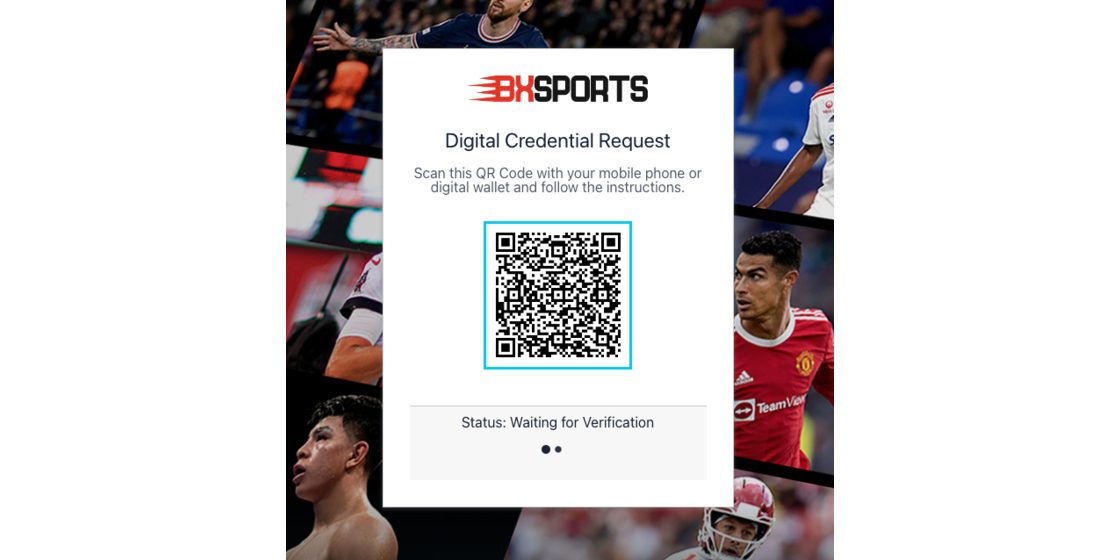 BXSPORTS
Digital Credential Request
Scan this QR Code with your mobile phone or
digital wallet and follow the instructions.
TeamView
Status: Waiting for Verification